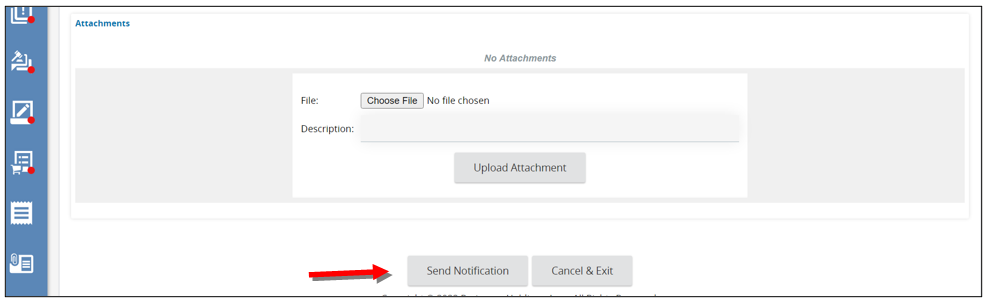 Attachments
No Attachments
File: Choose File No file chosen
Description:
Upload Attachment
Send Notification Cancel & Exit